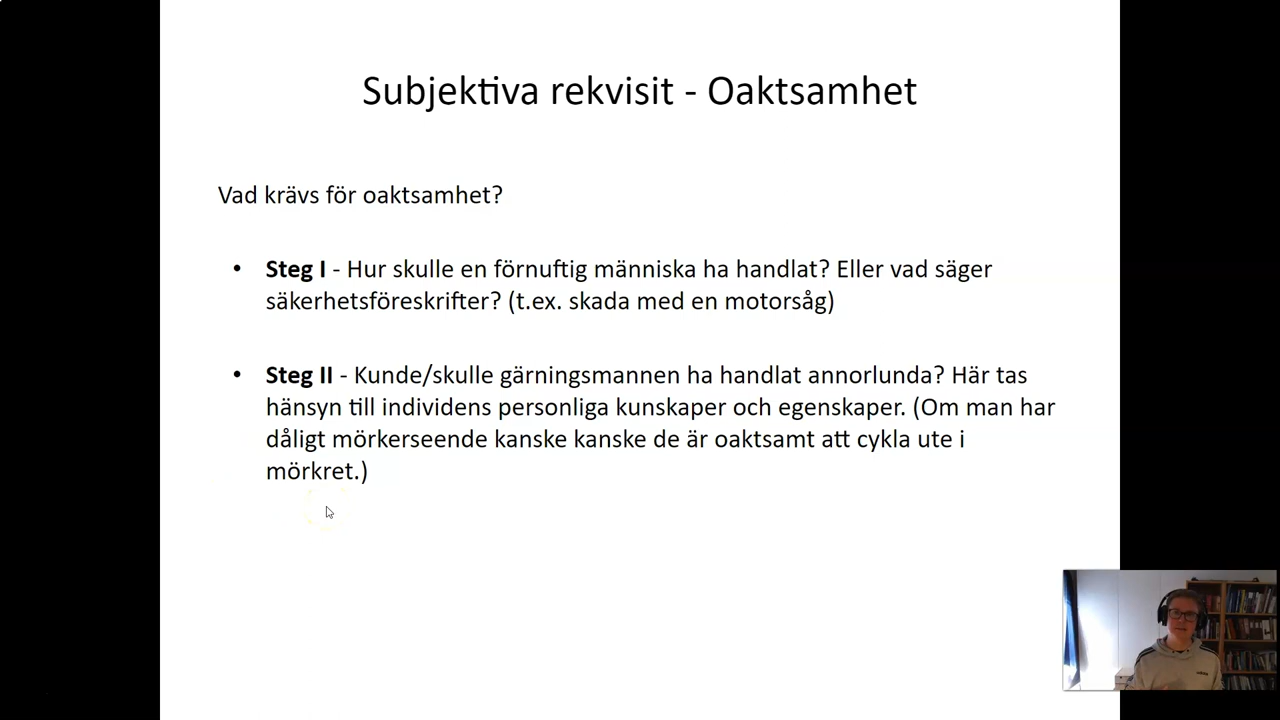 Subjektiva rekvisit - Oaktsamhet
Vad krävs för oaktsamhet?
• Steg I - Hur skulle en förnuftig människa ha handlat? Eller vad säger
säkerhetsföreskrifter? (t.ex. skada med en motorsåg)
• Steg II - Kunde/skulle gärningsmannen ha handlat annorlunda? Här tas
hänsyn till individens personliga kunskaper och egenskaper. (Om man har
dåligt mörkerseende kanske kanske de är oaktsamt att cykla ute i
mörkret.)